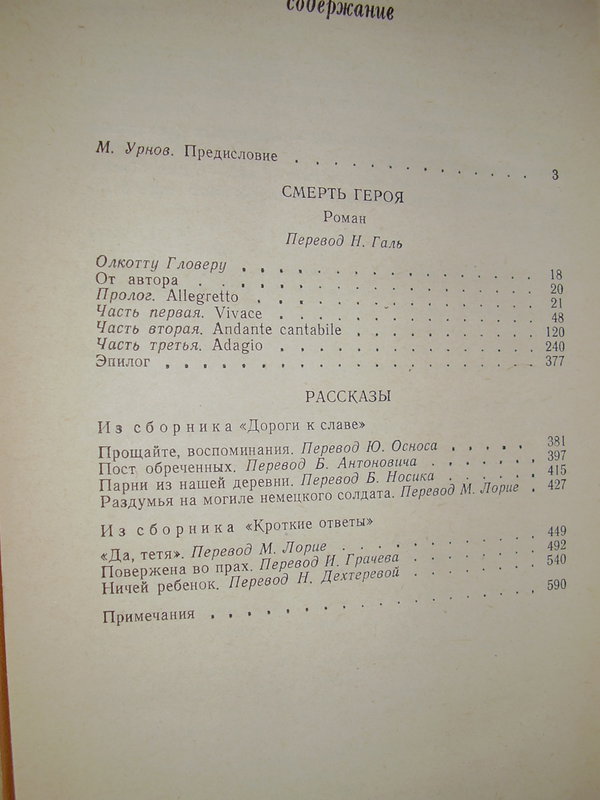 содержание
М. Урнов. Предисловие . . . . . . . . . . . . . 3
СМЕРТЬ ГЕРОЯ
Роман
Перевод Н. Галь
Олкотту Гловеру . . . . . . . . . . . . . . . . 18
От автора . . . . . . . . . . . . . . . . . . 20
Пролог. Allegretto . . . . . . . . . . . . . . . 21
Часть первая. Vivace . . . . . . . . . . . . . . 48
Часть вторая. Andante cantabile . . . . . . . . . . 120
Часть третья. Adagio . . . . . . . . . . . . . . 240
Эпилог . . . . . . . . . . . . . . . . . . . . 377
РАССКАЗЫ
Из сборника «Дороги к славе»
Прощайте, воспоминания. Перевод Ю. Осноса . . . . . 381
Пост обреченных. Перевод Б. Антоновича . . . . . . 397
Парни из нашей деревни. Перевод Б. Носика . . . . . 415
Раздумья на могиле немецкого солдата. Перевод М. Лорие . 427
Из сборника «Кроткие ответы»
«Да, тетя». Перевод М. Лорие . . . . . . . . . . 449
Повержена во прах. Перевод И. Грачева . . . . . . . 492
Ничей ребенок. Перевод Н. Дехтеревой . . . . . . . 540
Примечания . . . . . . . . . . . . . . . . . . 590